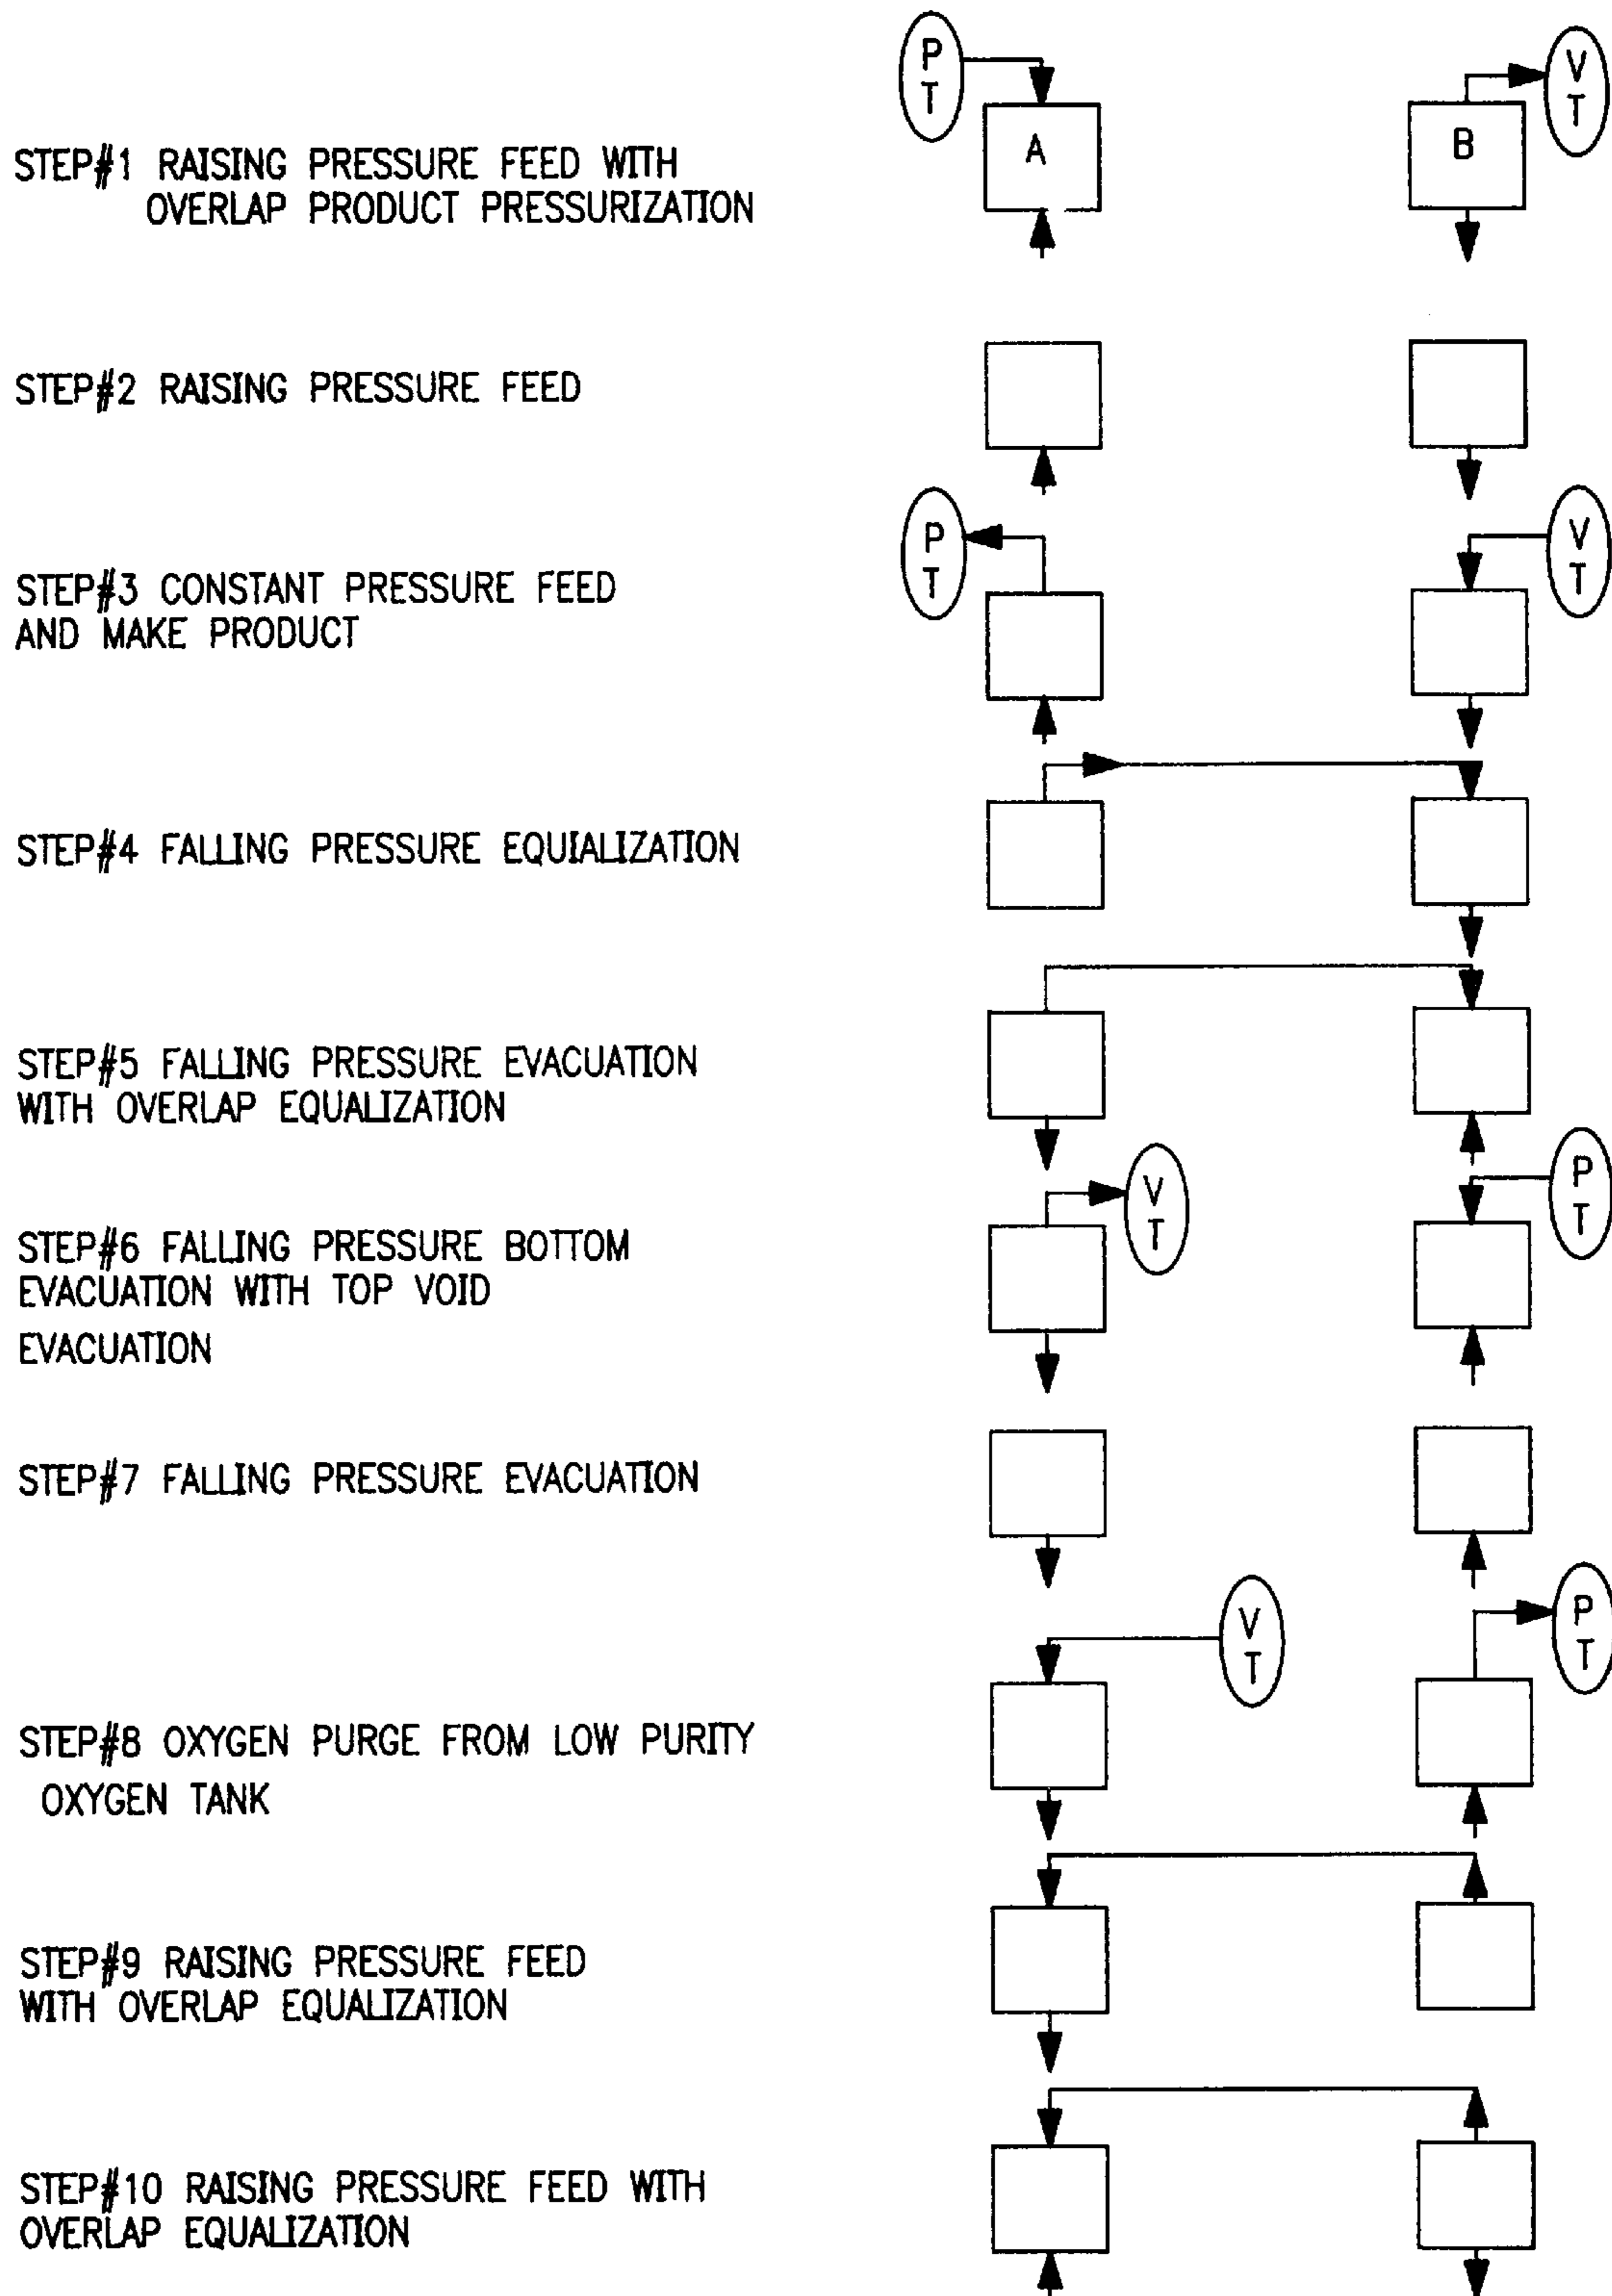 P
T
V
T
A
B
STEP#1 RAISING PRESSURE FEED WITH
OVERLAP PRODUCT PRESSURIZATION
STEP#2 RAISING PRESSURE FEED
P
T
V
T
STEP#3 CONSTANT PRESSURE FEED
AND MAKE PRODUCT
STEP#4 FALLING PRESSURE EQUIALIZATION
STEP#5 FALLING PRESSURE EVACUATION
WITH OVERLAP EQUALIZATION
V
T
P
T
STEP#6 FALLING PRESSURE BOTTOM
EVACUATION WITH TOP VOID
EVACUATION
STEP#7 FALLING PRESSURE EVACUATION
V
T
P
T
STEP#8 OXYGEN PURGE FROM LOW PURITY
OXYGEN TANK
STEP#9 RAISING PRESSURE FEED
WITH OVERLAP EQUALIZATION
STEP#10 RAISING PRESSURE FEED WITH
OVERLAP EQUALIZATION